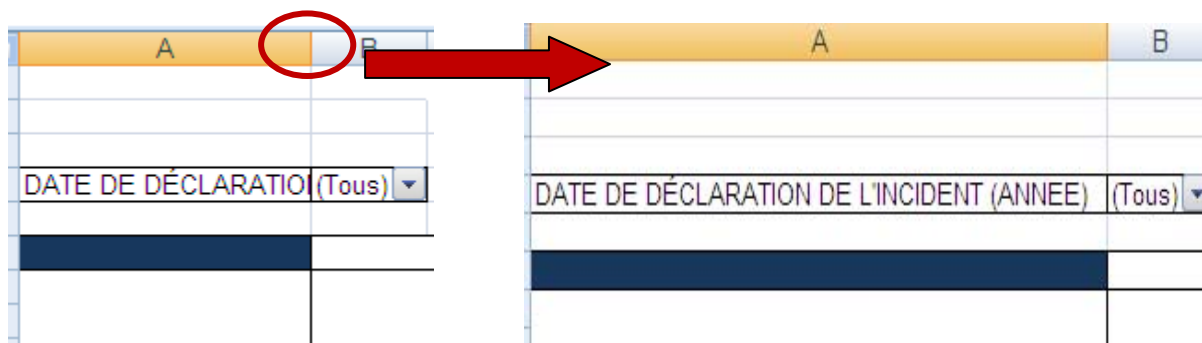 A B
DATE DE DÉCLARATIO (Tous)
A B
DATE DE DÉCLARATION DE L'INCIDENT (ANNEE) (Tous)